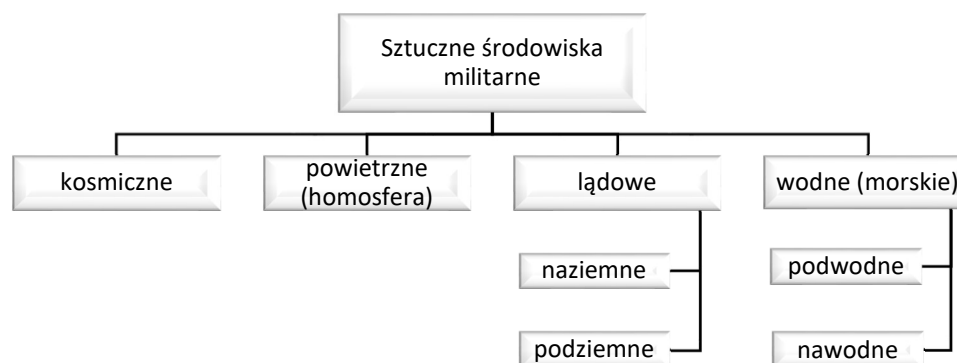 Sztuczne środowiska
militarne
kosmiczne
powietrzne
(homosfera)
lądowe
wodne (morskie)
naziemne
podwodne
podziemne
nawodne